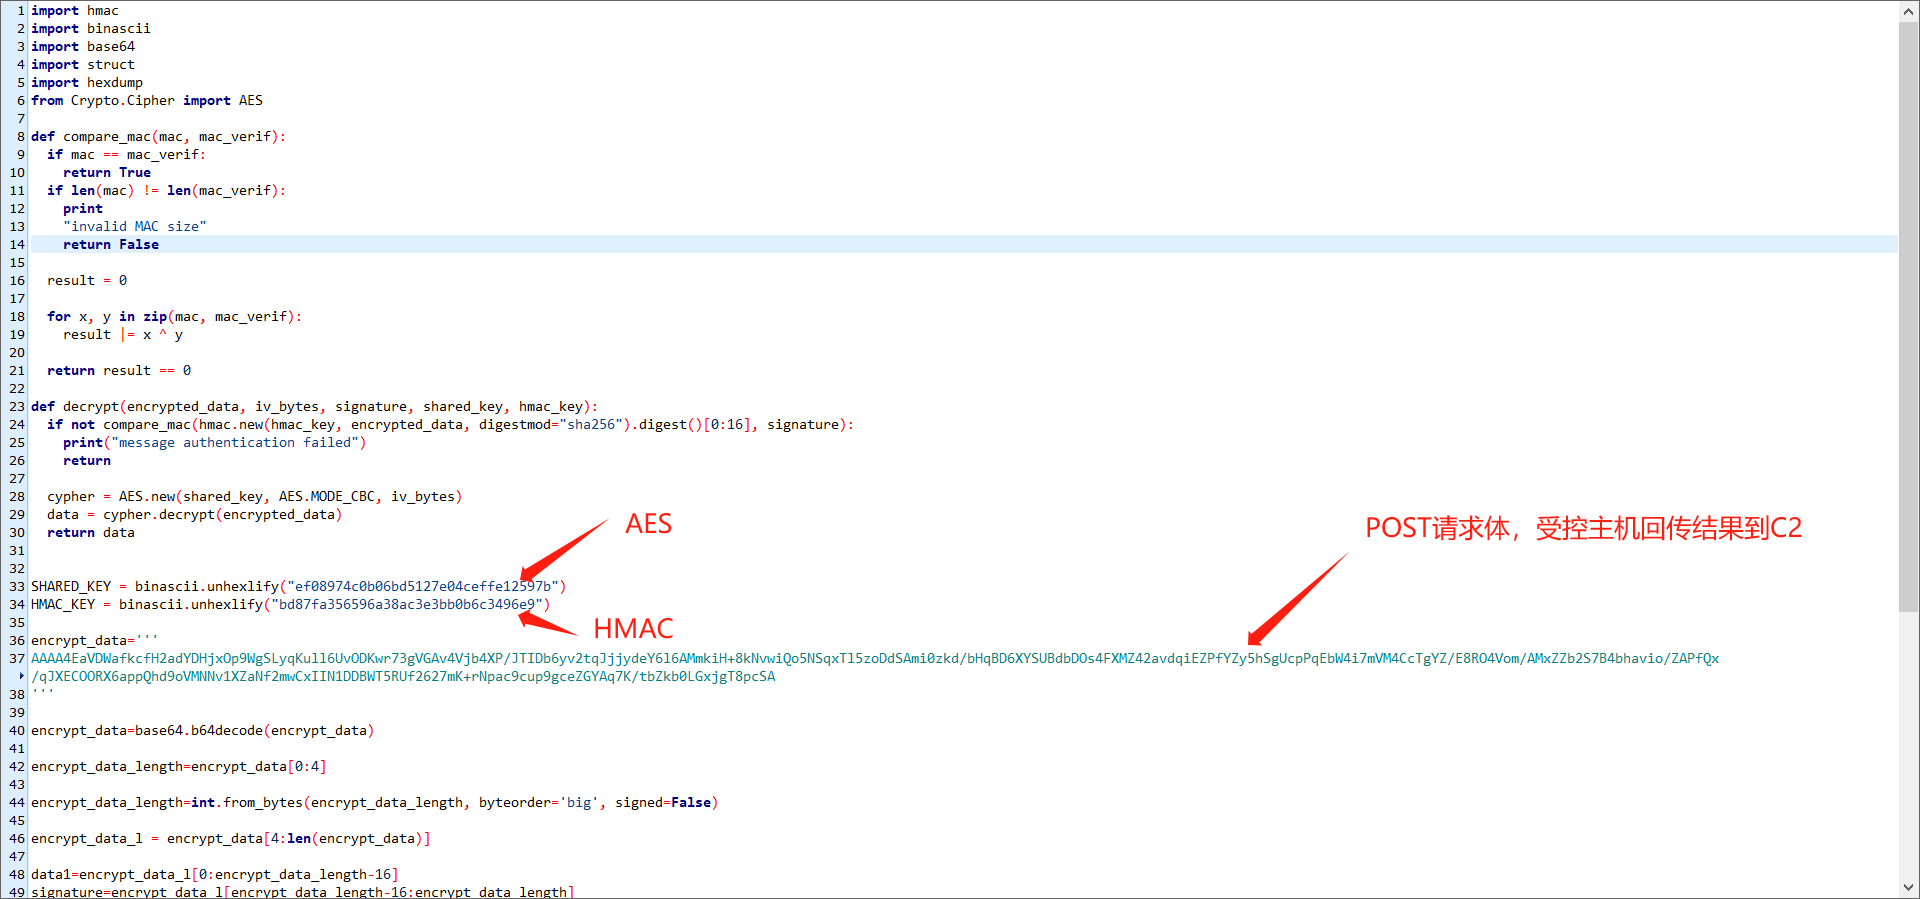 1 import hmac
2 import binascii
3 import base64
4 import struct
5 import hexdump
6 from Crypto.Cipher import AES
7
8 def compare_mac(mac, mac_verif):
9   if mac == mac_verif:
10     return True
11   if len(mac) != len(mac_verif):
12     print
13     "invalid MAC size"
14     return False
15
16   result = 0
17
18   for x, y in zip(mac, mac_verif):
19     result |= x ^ y
20
21   return result == 0
22
23 def decrypt(encrypted_data, iv_bytes, signature, shared_key, hmac_key):
24   if not compare_mac(hmac.new(hmac_key, encrypted_data, digestmod="sha256").digest()[0:16], signature):
25     print("message authentication failed")
26     return
27
28   cypher = AES.new(shared_key, AES.MODE_CBC, iv_bytes)
29   data = cypher.decrypt(encrypted_data)
30   return data
AES
POST请求体，受控主机回传结果到C2
31
32
33 SHARED_KEY = binascii.unhexlify("ef08974c0b06bd5127e04ceffe12597b")
34 HMAC_KEY = binascii.unhexlify("bd87fa356596a38ac3e3bb0b6c3496e9")
HMAC
35
36 encrypt_data='''
37 AAAA4EaVDWafkcfH2adYDHjxOp9WgSLyqKull6UvODKwr73gVGAv4Vjb4XP/JTIDb6yv2tqJjjydeY6l6AMmkiH+8kNvwiQo5NSqxTl5zoDdSAmi0zkd/bHqBD6XYSUBdbDOs4FXMZ42avdqiEZPfYZy5hSgUcpPqEbW4i7mVM4CcTgYZ/E8RO4Vom/AMxZZb2S7B4bhavio/ZAPfQx
/qJXECOORX6appQhd9oVMNNv1XZaNf2mwCxIIN1DDBWT5RUf2627mK+rNpac9cup9gceZGYAq7K/tbZkb0LGxjgT8pcSA
38 '''
39
40 encrypt_data=base64.b64decode(encrypt_data)
41
42 encrypt_data_length=encrypt_data[0:4]
43
44 encrypt_data_length=int.from_bytes(encrypt_data_length, byteorder='big', signed=False)
45
46 encrypt_data_l = encrypt_data[4:len(encrypt_data)]
47
48 data1=encrypt_data_l[0:encrypt_data_length-16]
49 signature=encrypt_data_l[encrypt_data_length-16:encrypt_data_length]